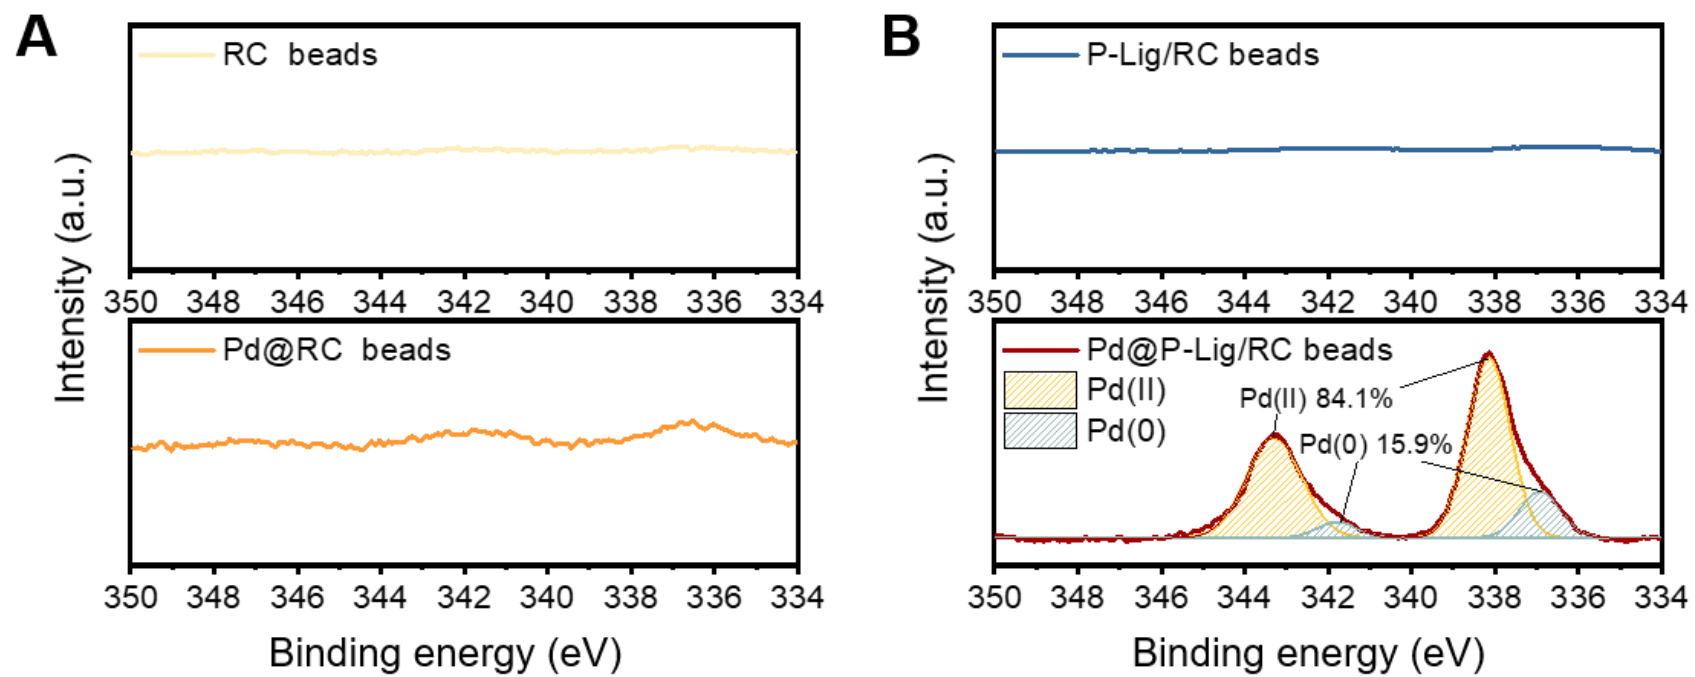 A
RC beads
Intensity (a.u.)
350 348 346 344 342 340 338 336 334
Pd@RC beads
350 348 346 344 342 340 338 336 334
Binding energy (eV)
B
P-Lig/RC beads
Intensity (a.u.)
350 348 346 344 342 340 338 336 334
Pd@P-Lig/RC beads
Pd(II)
Pd(0)
Pd(II) 84.1%
Pd(0) 15.9%
350 348 346 344 342 340 338 336 334
Binding energy (eV)